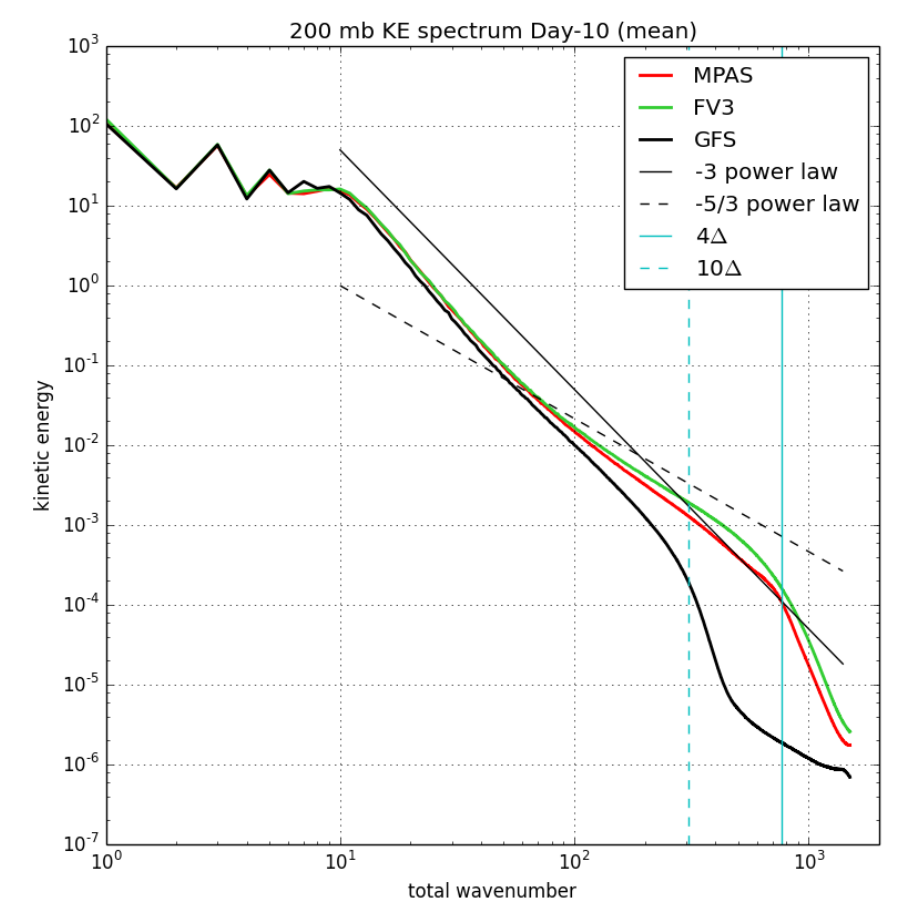 200 mb KE spectrum Day-10 (mean)
10^3
10^2
10^1
10^0
10^-1
10^-2
10^-3
10^-4
10^-5
10^-6
10^-7
kinetic energy
MPAS
FV3
GFS
-3 power law
-5/3 power law
4Δ
10Δ
10^0
10^1
10^2
10^3
total wavenumber